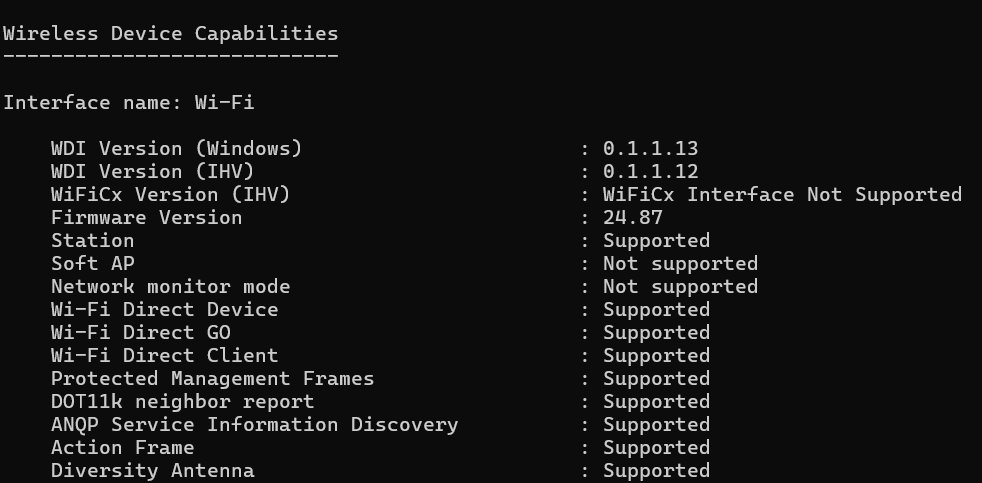 Wireless Device Capabilities
----------------------------
Interface name: Wi-Fi
WDI Version (Windows) : 0.1.1.13
WDI Version (IHV) : 0.1.1.12
WiFiCx Version (IHV) : WiFiCx Interface Not Supported
Firmware Version : 24.87
Station : Supported
Soft AP : Not supported
Network monitor mode : Not supported
Wi-Fi Direct Device : Supported
Wi-Fi Direct GO : Supported
Wi-Fi Direct Client : Supported
Protected Management Frames : Supported
DOT11k neighbor report : Supported
ANQP Service Information Discovery : Supported
Action Frame : Supported
Diversity Antenna : Supported